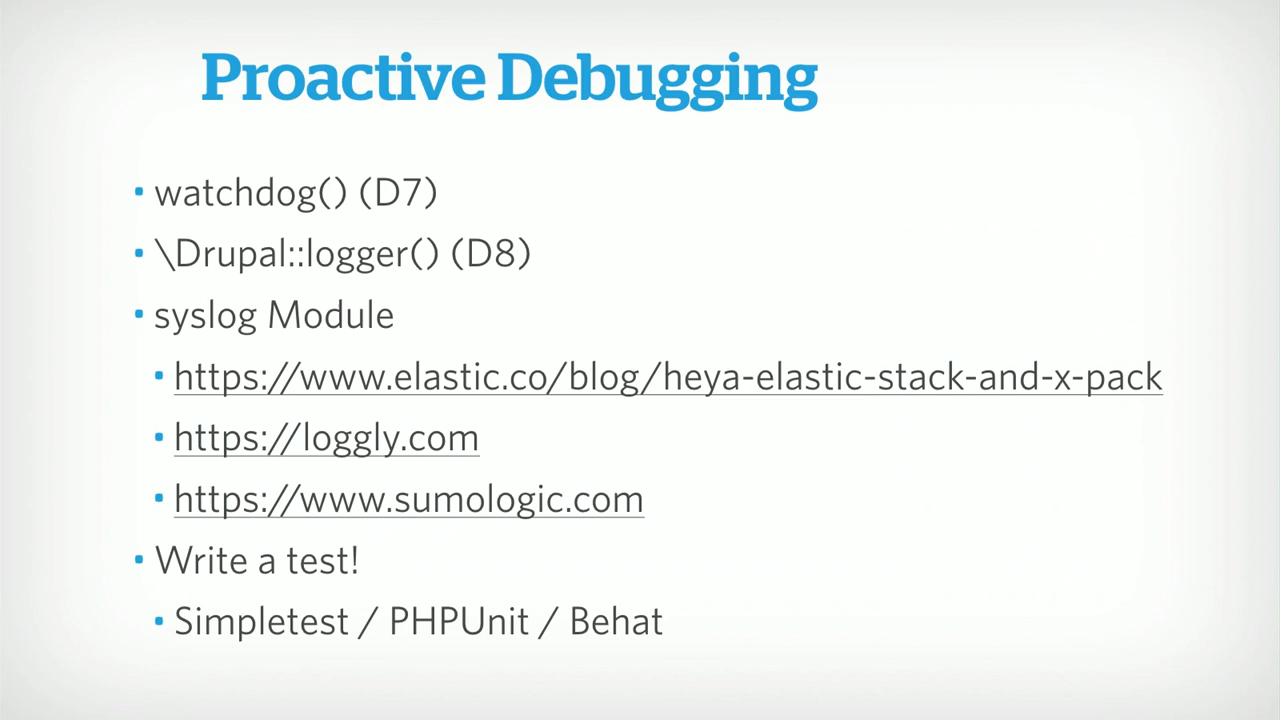 Proactive Debugging
• watchdog() (D7)
• \Drupal::logger() (D8)
• syslog Module
• https://www.elastic.co/blog/heya-elastic-stack-and-x-pack
• https://loggly.com
• https://www.sumologic.com
• Write a test!
• Simpletest / PHPUnit / Behat